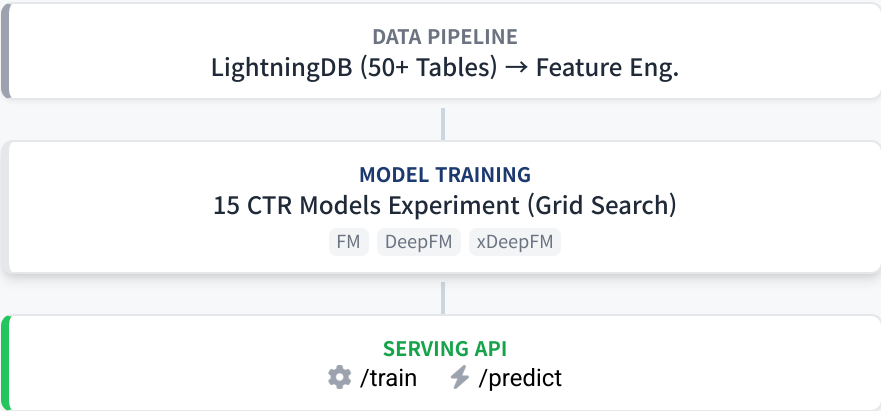 DATA PIPELINE
LightningDB (50+ Tables) → Feature Eng.
MODEL TRAINING
15 CTR Models Experiment (Grid Search)
FM DeepFM xDeepFM
SERVING API
/train /predict